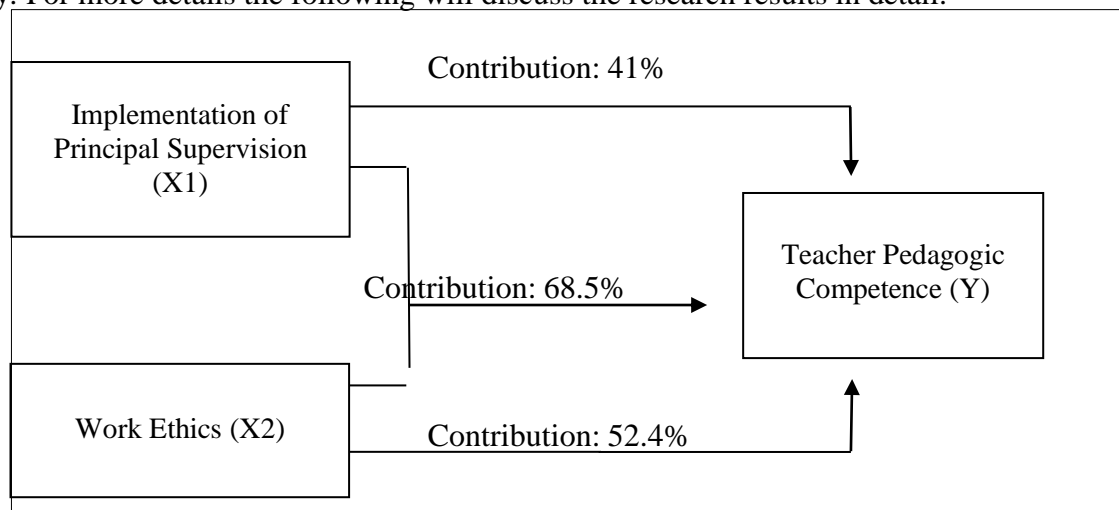 y. For more details the following will discuss the research results in detail.
Contribution: 41%
Implementation of
Principal Supervision
(X1)
Teacher Pedagogic
Competence (Y)
Contribution: 68.5%
Work Ethics (X2)
Contribution: 52.4%